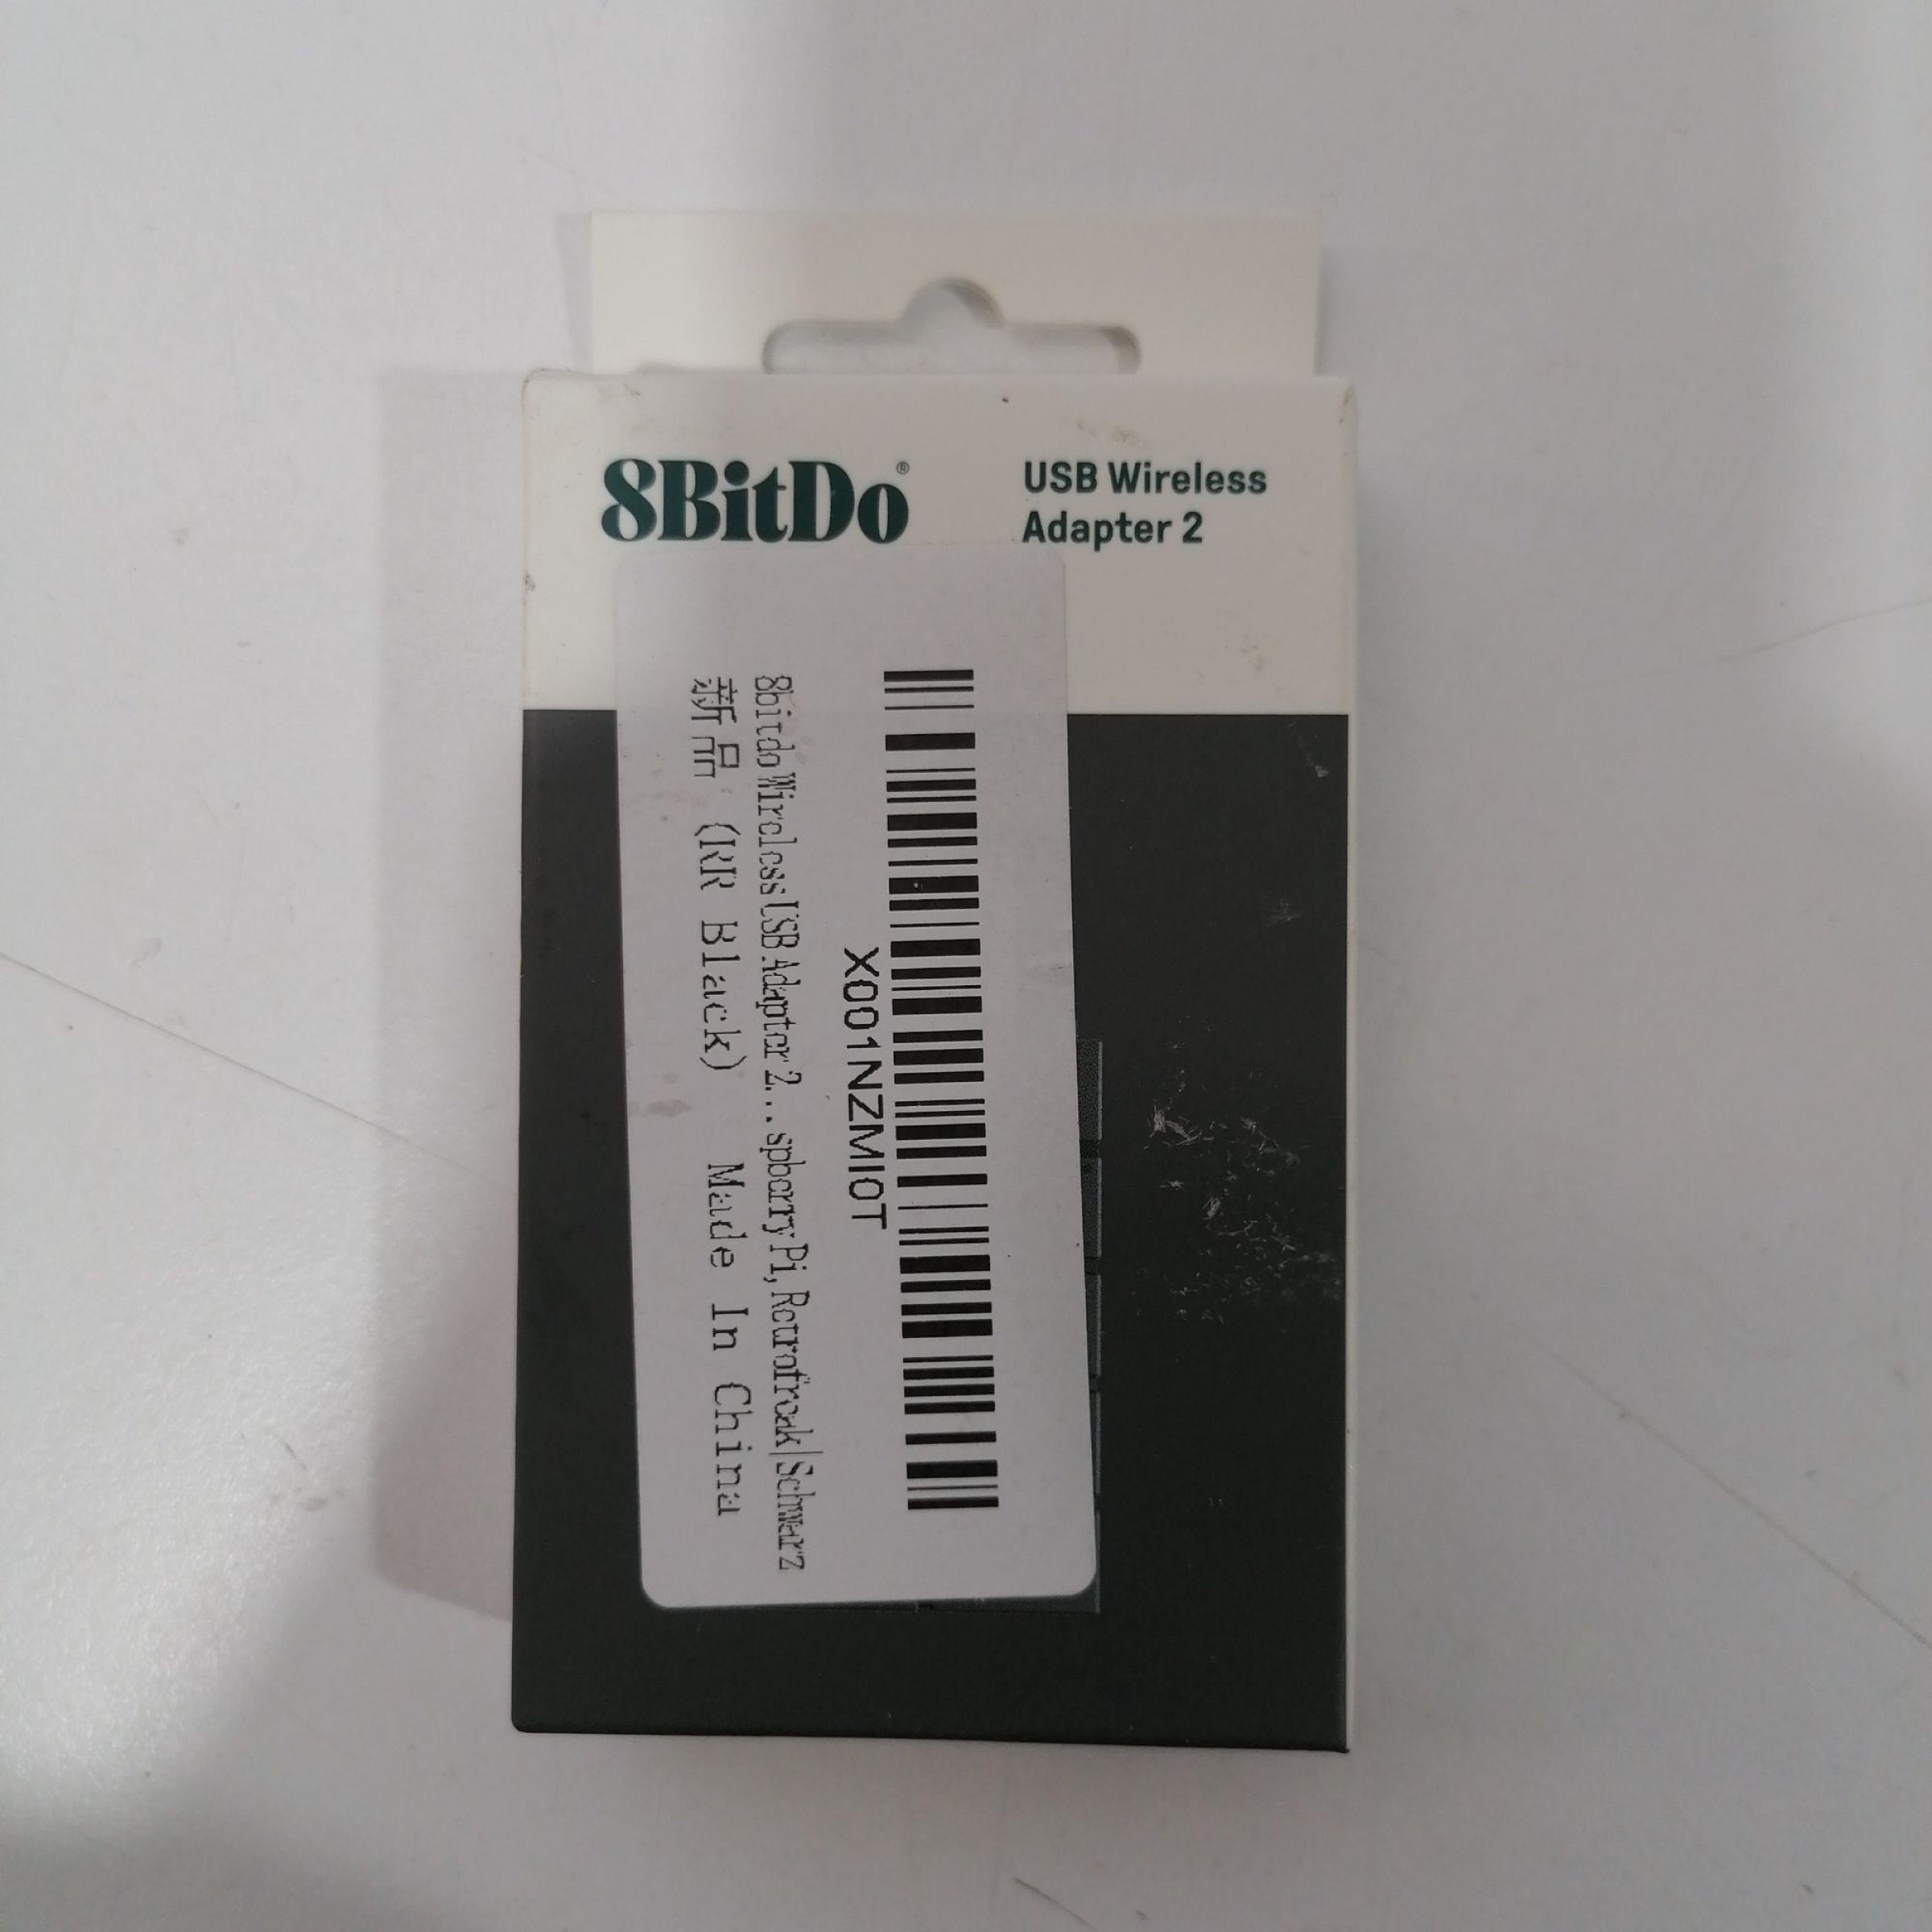 8BitDo®
USB Wireless
Adapter 2
X001NZMI0T
8bitdo Wireless USB Adapter 2... spberry Pi, Retrofreak|Schwarz
新品 (RR Black) Made In China